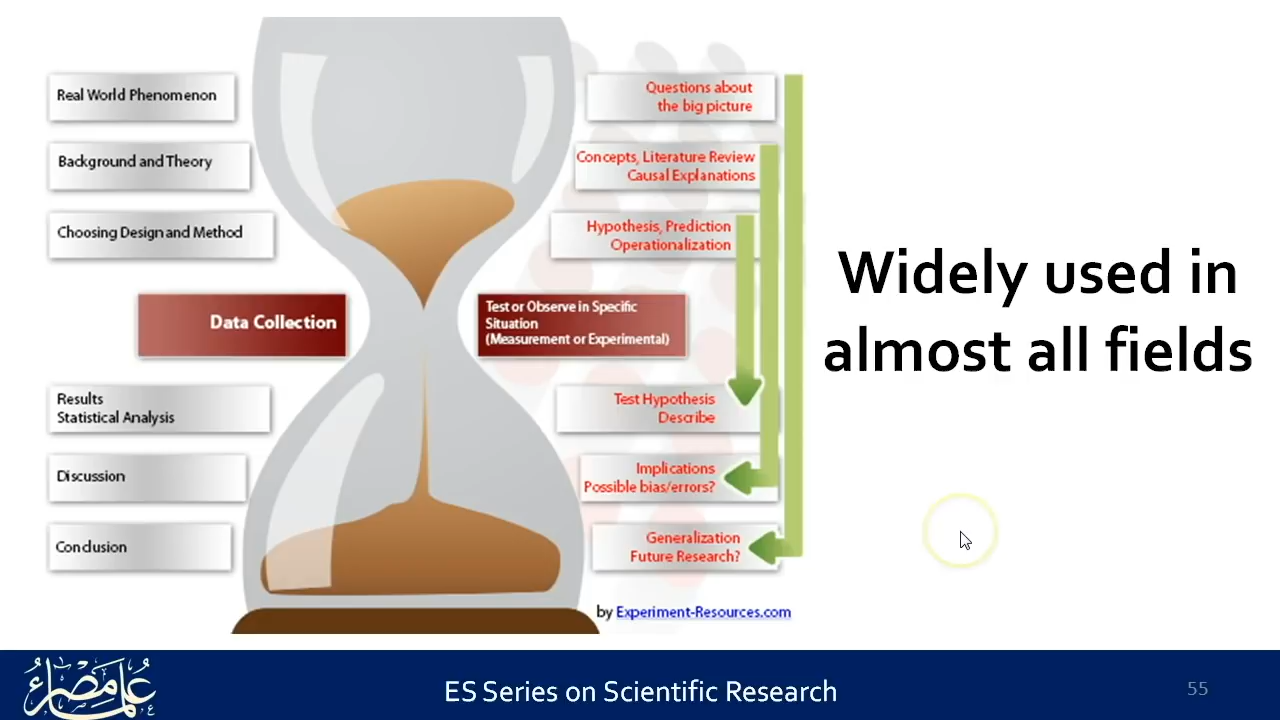 Real World Phenomenon
Questions about
the big picture
Background and Theory
Concepts, Literature Review
Causal Explanations
Choosing Design and Method
Hypothesis, Prediction
Operationalization
Data Collection
Test or Observe in Specific
Situation
(Measurement or Experimental)
Results
Statistical Analysis
Test Hypothesis
Describe
Discussion
Implications
Possible bias/errors?
Conclusion
Generalization
Future Research?
by Experiment-Resources.com
Widely used in
almost all fields
علماء مصر
ES Series on Scientific Research
55